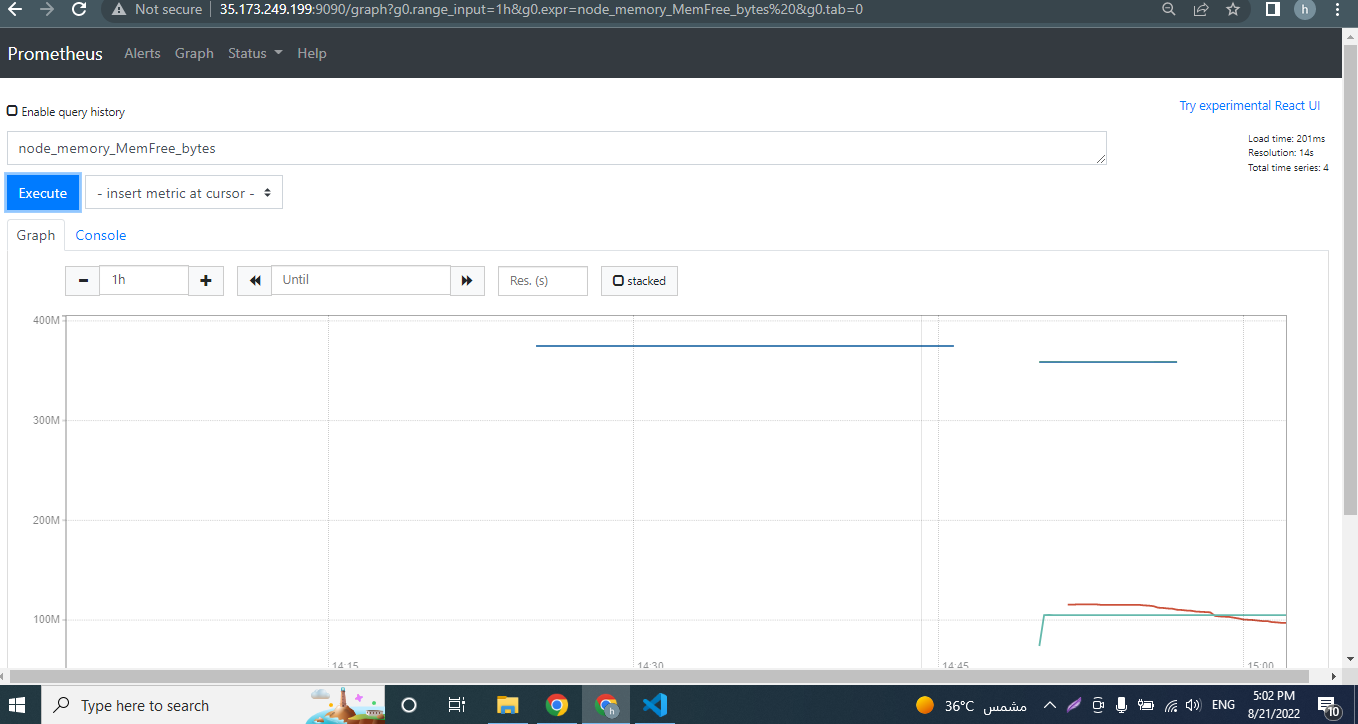 Not secure 35.173.249.199:9090/graph?g0.range_input=1h&g0.expr=node_memory_MemFree_bytes%20&g0.tab=0
h
Prometheus Alerts Graph Status Help
Enable query history
Try experimental React UI
node_memory_MemFree_bytes
Load time: 201ms
Resolution: 14s
Total time series: 4
Execute - insert metric at cursor -
Graph Console
1h Until Res. (s) stacked
400M
300M
200M
100M
14:15 14:30 14:45 15:00
Type here to search
h
36°C مشمس ENG
5:02 PM
8/21/2022
10